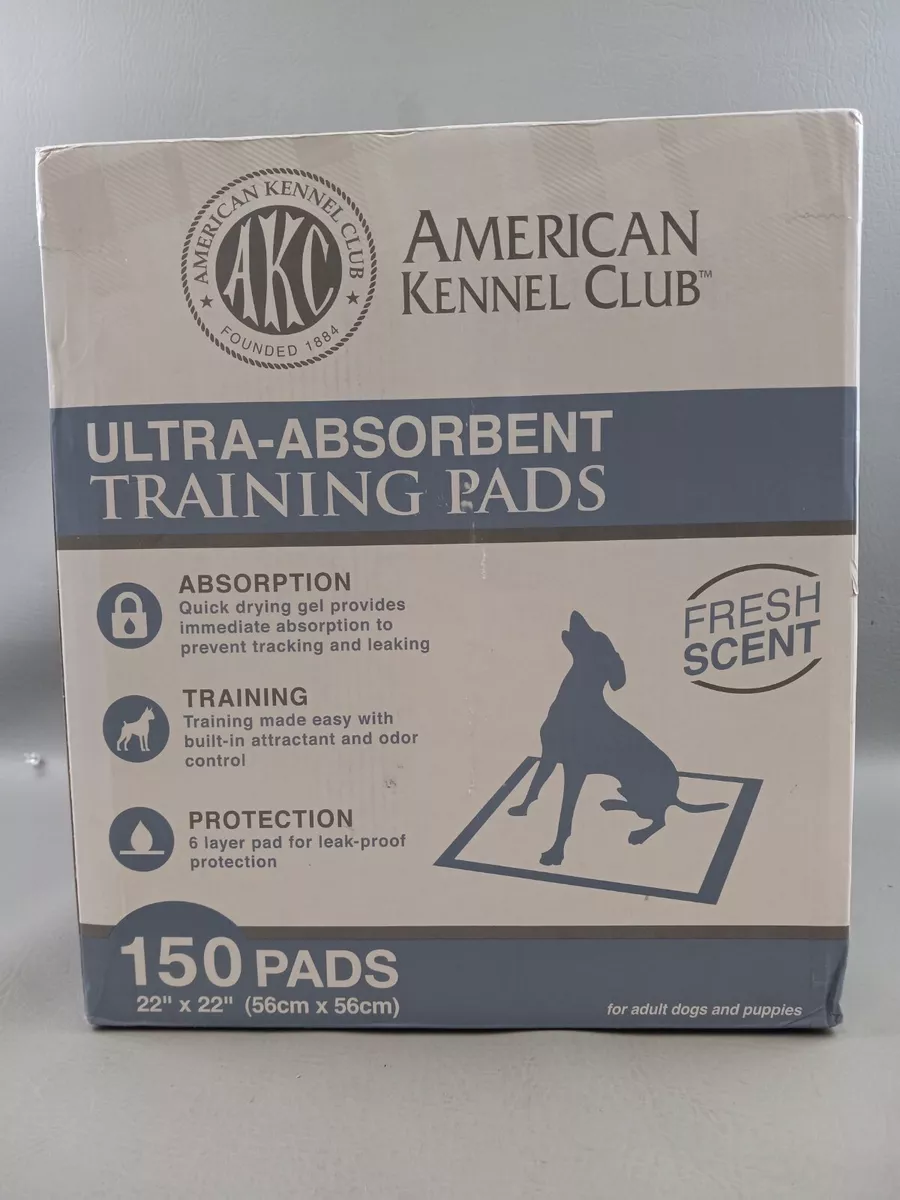 AMERICAN KENNEL CLUB
AKC
FOUNDED 1884
AMERICAN
KENNEL CLUB™
ULTRA-ABSORBENT
TRAINING PADS
ABSORPTION
Quick drying gel provides
immediate absorption to
prevent tracking and leaking
FRESH
SCENT
TRAINING
Training made easy with
built-in attractant and odor
control
PROTECTION
6 layer pad for leak-proof
protection
150 PADS
22" x 22" (56cm x 56cm)
for adult dogs and puppies